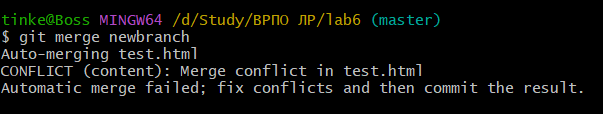 tinke@Boss MINGW64 /d/Study/ВРПО ЛР/lab6 (master)
$ git merge newbranch
Auto-merging test.html
CONFLICT (content): Merge conflict in test.html
Automatic merge failed; fix conflicts and then commit the result.